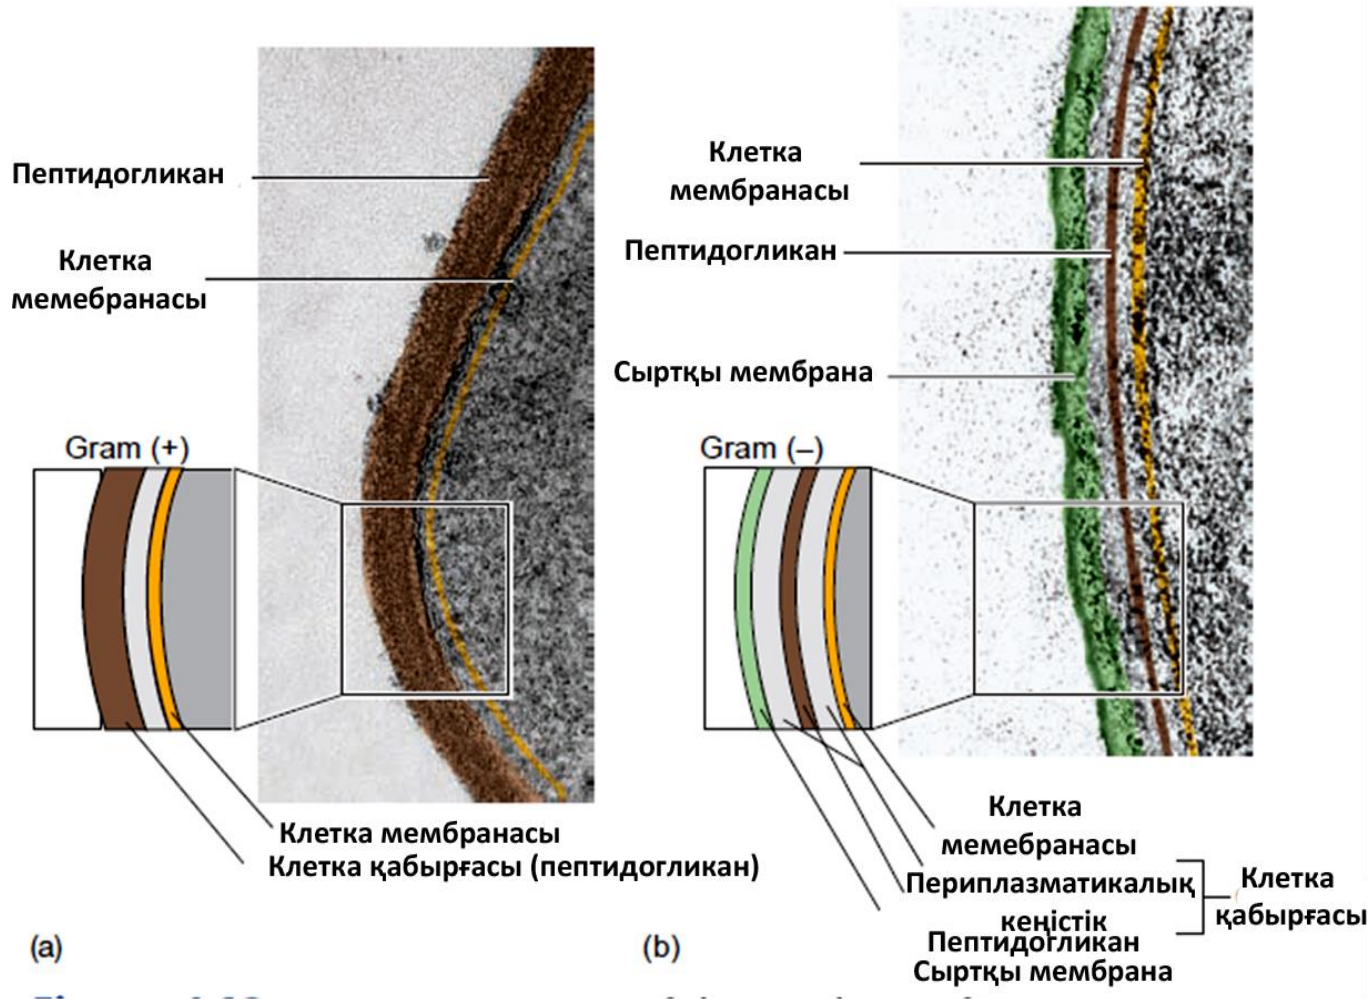 Пептидогликан
Клетка
мемебранасы
Gram (+)
Клетка мембранасы
Клетка қабырғасы (пептидогликан)
(a)
Клетка
мембранасы
Пептидогликан
Сыртқы мембрана
Gram (–)
Клетка
мемебранасы
Периплазматикалық
кеңістік
Пептидогликан
Сыртқы мембрана
Клетка
қабырғасы
(b)